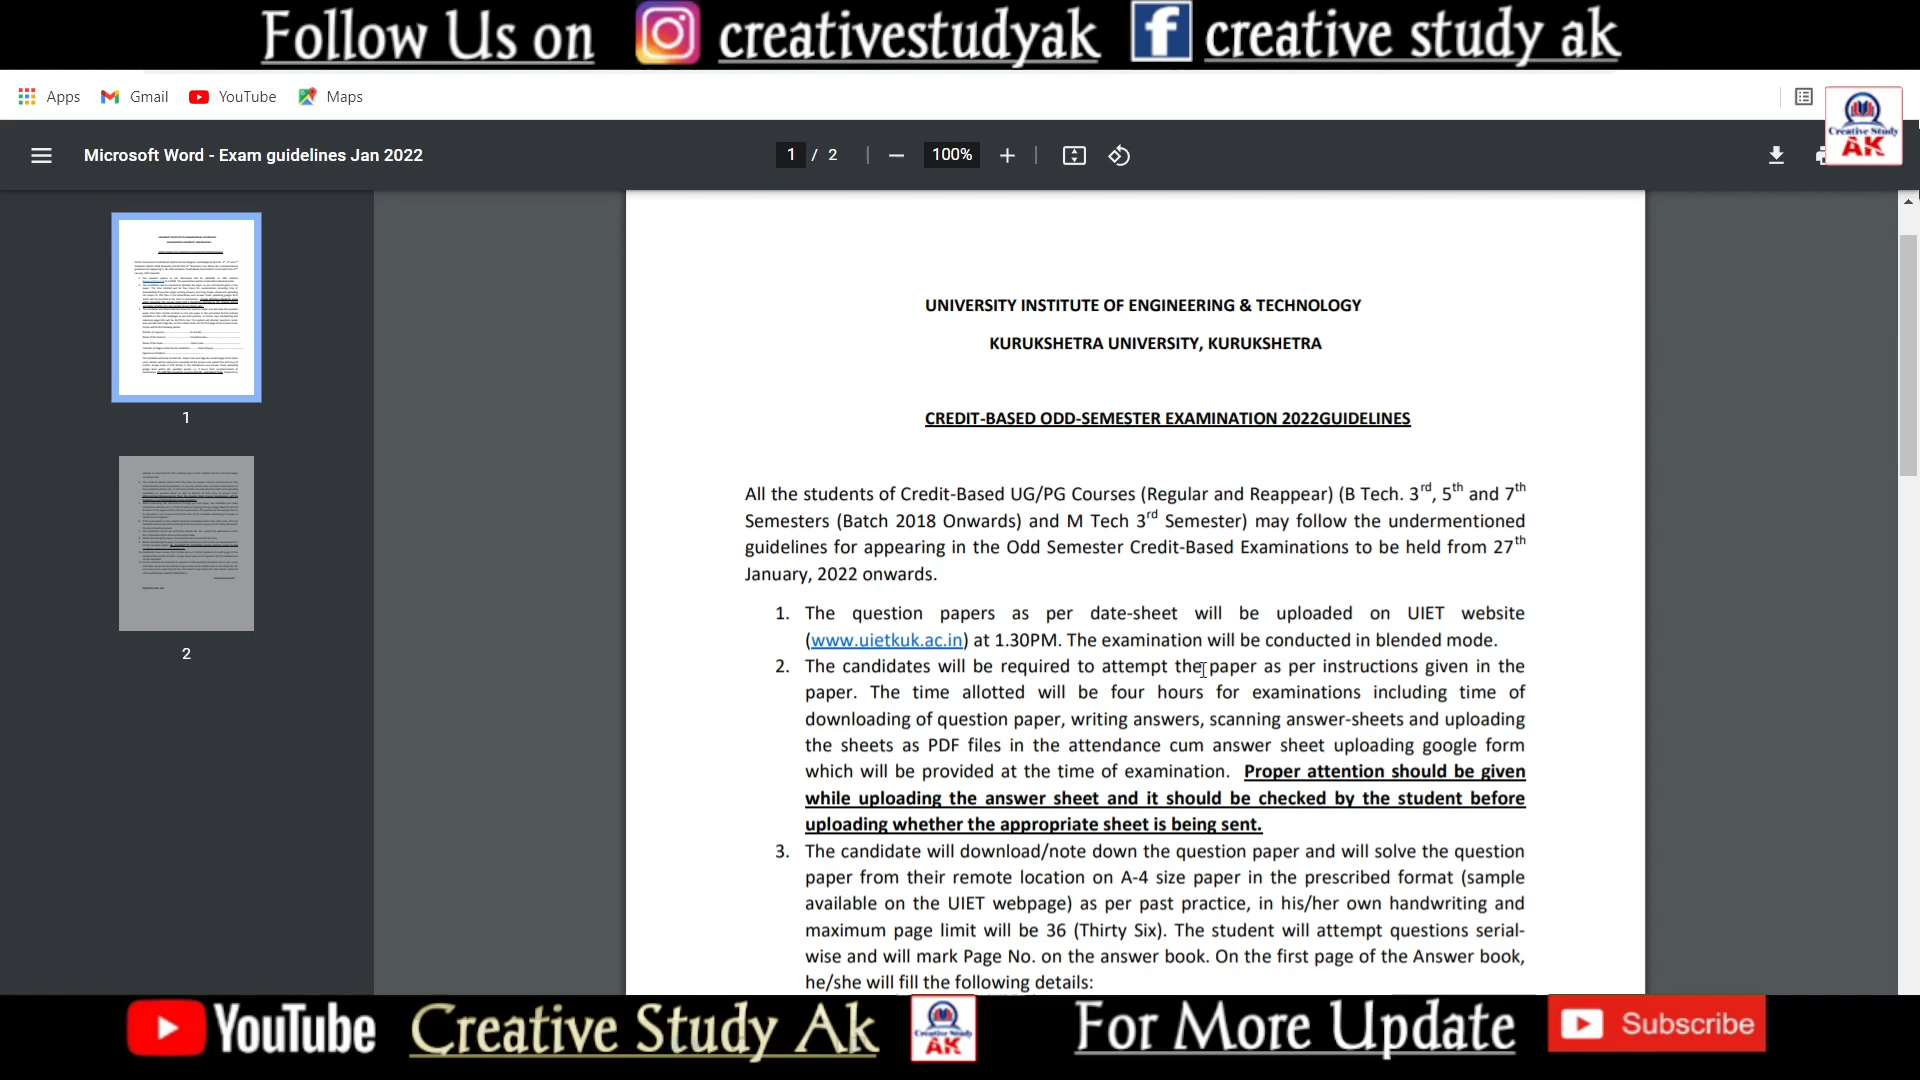 Follow Us on creativestudyak creative study ak
Apps Gmail YouTube Maps
Creative Study
AK
Microsoft Word - Exam guidelines Jan 2022
1 / 2 100%
UNIVERSITY INSTITUTE OF ENGINEERING & TECHNOLOGY
KURUKSHETRA UNIVERSITY, KURUKSHETRA
CREDIT-BASED ODD-SEMESTER EXAMINATION 2022GUIDELINES
All the students of Credit-Based UG/PG Courses (Regular and Reappear) (B Tech. 3rd, 5th and 7th
Semesters (Batch 2018 Onwards) and M Tech 3rd Semester) may follow the undermentioned
guidelines for appearing in the Odd Semester Credit-Based Examinations to be held from 27th
January, 2022 onwards.
1. The question papers as per date-sheet will be uploaded on UIET website
(www.uietkuk.ac.in) at 1.30PM. The examination will be conducted in blended mode.
2. The candidates will be required to attempt the paper as per instructions given in the
paper. The time allotted will be four hours for examinations including time of
downloading of question paper, writing answers, scanning answer-sheets and uploading
the sheets as PDF files in the attendance cum answer sheet uploading google form
which will be provided at the time of examination. Proper attention should be given
while uploading the answer sheet and it should be checked by the student before
uploading whether the appropriate sheet is being sent.
3. The candidate will download/note down the question paper and will solve the question
paper from their remote location on A-4 size paper in the prescribed format (sample
available on the UIET webpage) as per past practice, in his/her own handwriting and
maximum page limit will be 36 (Thirty Six). The student will attempt questions serial-
wise and will mark Page No. on the answer book. On the first page of the Answer book,
he/she will fill the following details:
1
2
YouTube Creative Study Ak Creative Study AK For More Update Subscribe